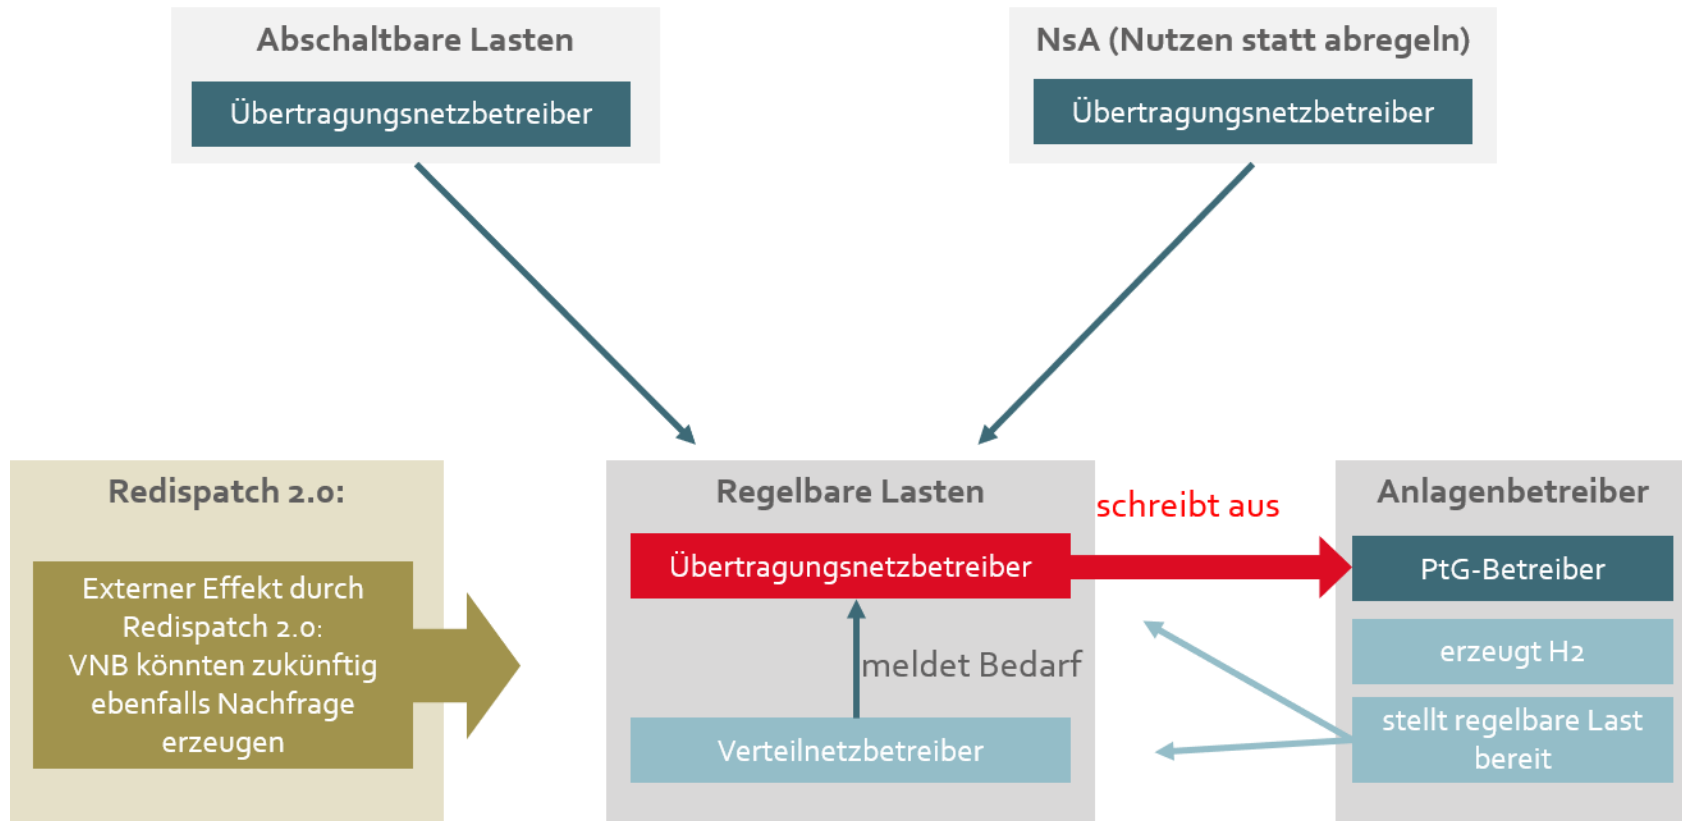 Abschaltbare Lasten
Übertragungsnetzbetreiber
NsA (Nutzen statt abregeln)
Übertragungsnetzbetreiber
Redispatch 2.0:
Externer Effekt durch
Redispatch 2.0:
VNB könnten zukünftig
ebenfalls Nachfrage
erzeugen
Regelbare Lasten
Übertragungsnetzbetreiber
meldet Bedarf
Verteilnetzbetreiber
schreibt aus
Anlagenbetreiber
PtG-Betreiber
erzeugt H2
stellt regelbare Last
bereit